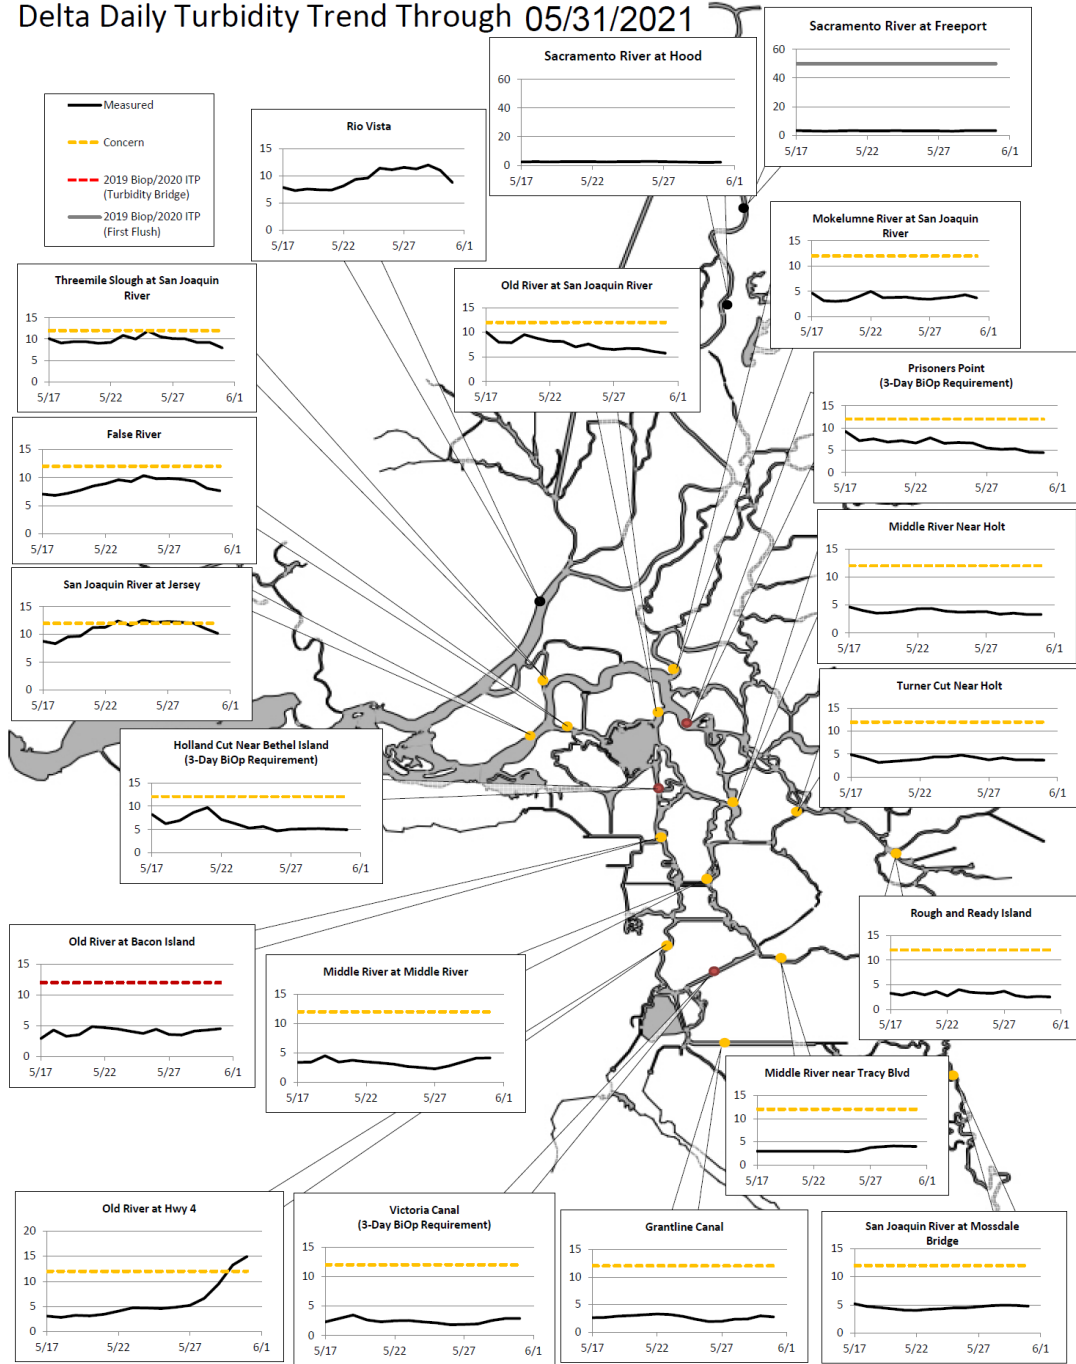 Delta Daily Turbidity Trend Through 05/31/2021
Measured
Concern
2019 Biop/2020 ITP
(Turbidity Bridge)
2019 Biop/2020 ITP
(First Flush)
Rio Vista
15
10
5
0
5/17 5/22 5/27 6/1
Sacramento River at Hood
60
40
20
0
5/17 5/22 5/27 6/1
Sacramento River at Freeport
60
40
20
0
5/17 5/22 5/27 6/1
Mokelumne River at San Joaquin
River
15
10
5
0
5/17 5/22 5/27 6/1
Threemile Slough at San Joaquin
River
15
10
5
0
5/17 5/22 5/27 6/1
Old River at San Joaquin River
15
10
5
0
5/17 5/22 5/27 6/1
Prisoners Point
(3-Day BiOp Requirement)
15
10
5
0
5/17 5/22 5/27 6/1
False River
15
10
5
0
5/17 5/22 5/27 6/1
Middle River Near Holt
15
10
5
0
5/17 5/22 5/27 6/1
San Joaquin River at Jersey
15
10
5
0
5/17 5/22 5/27 6/1
Turner Cut Near Holt
15
10
5
0
5/17 5/22 5/27 6/1
Holland Cut Near Bethel Island
(3-Day BiOp Requirement)
15
10
5
0
5/17 5/22 5/27 6/1
Rough and Ready Island
15
10
5
0
5/17 5/22 5/27 6/1
Old River at Bacon Island
15
10
5
0
5/17 5/22 5/27 6/1
Middle River at Middle River
15
10
5
0
5/17 5/22 5/27 6/1
Middle River near Tracy Blvd
15
10
5
0
5/17 5/22 5/27 6/1
Old River at Hwy 4
20
15
10
5
0
5/17 5/22 5/27 6/1
Victoria Canal
(3-Day BiOp Requirement)
15
10
5
0
5/17 5/22 5/27 6/1
Grantline Canal
15
10
5
0
5/17 5/22 5/27 6/1
San Joaquin River at Mossdale
Bridge
15
10
5
0
5/17 5/22 5/27 6/1